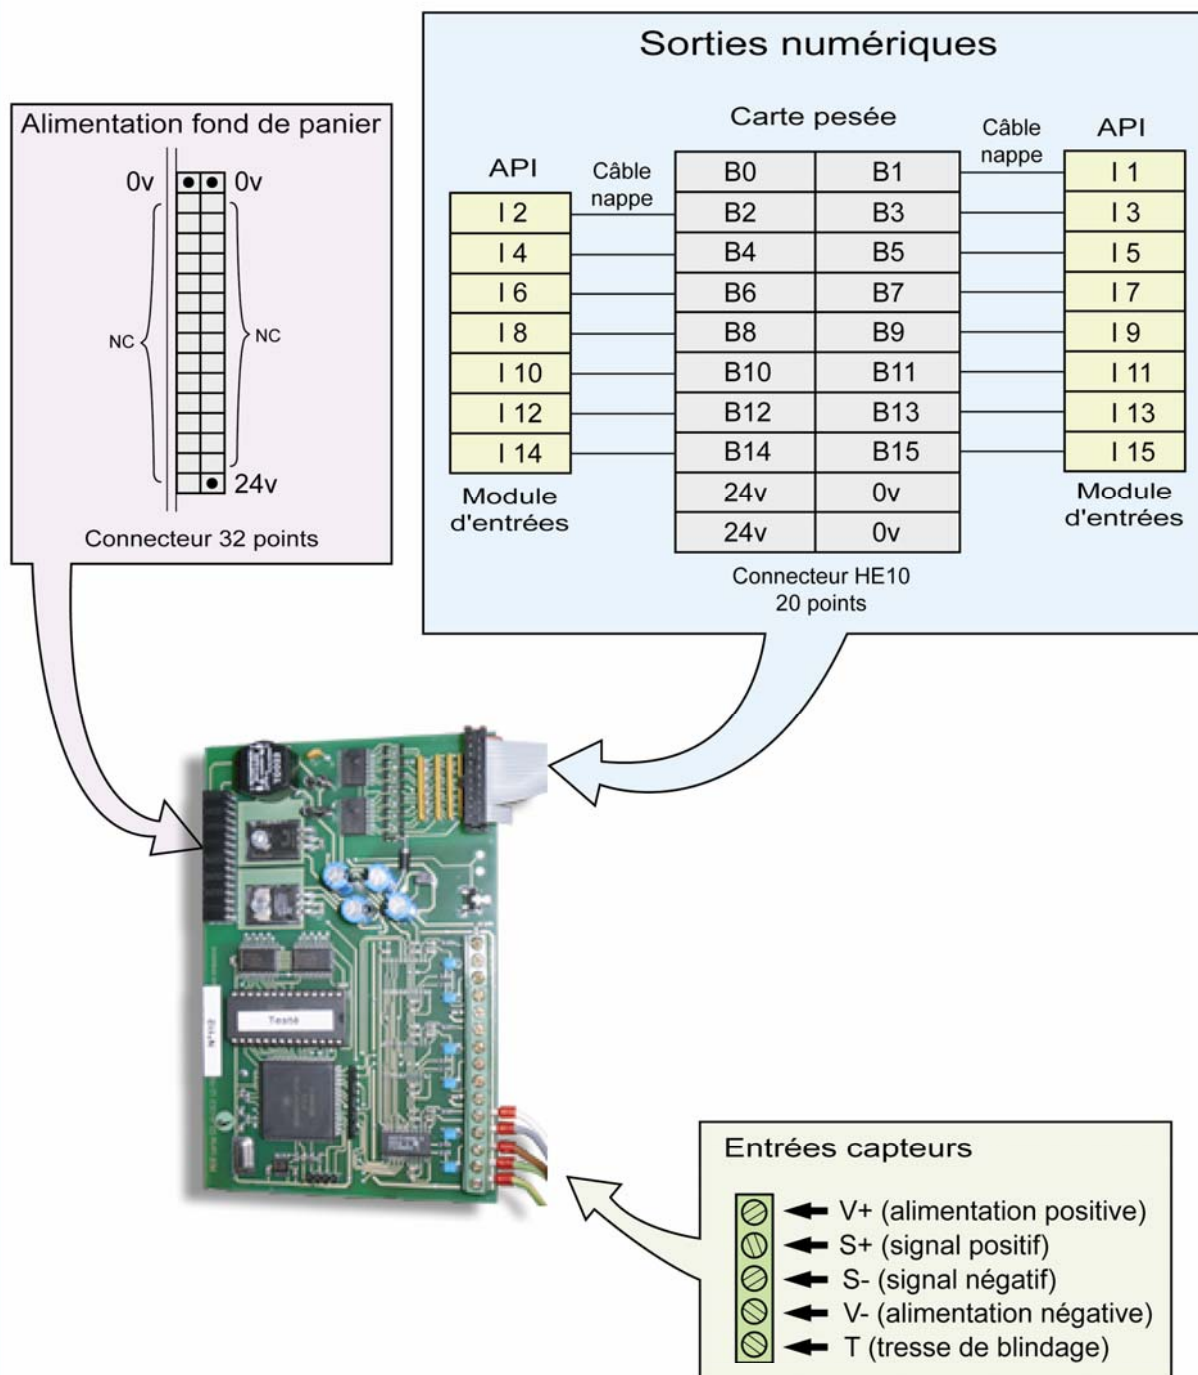 Sorties numériques
Alimentation fond de panier
0v 0v
NC NC
24v
Connecteur 32 points
Carte pesée
API Câble nappe
Câble nappe API
B0 B1 I 1
I 2 B2 B3 I 3
I 4 B4 B5 I 5
I 6 B6 B7 I 7
I 8 B8 B9 I 9
I 10 B10 B11 I 11
I 12 B12 B13 I 13
I 14 B14 B15 I 15
24v 0v
24v 0v
Module
d'entrées
Module
d'entrées
Connecteur HE10
20 points
Testé
N°112
Entrées capteurs
V+ (alimentation positive)
S+ (signal positif)
S- (signal négatif)
V- (alimentation négative)
T (tresse de blindage)